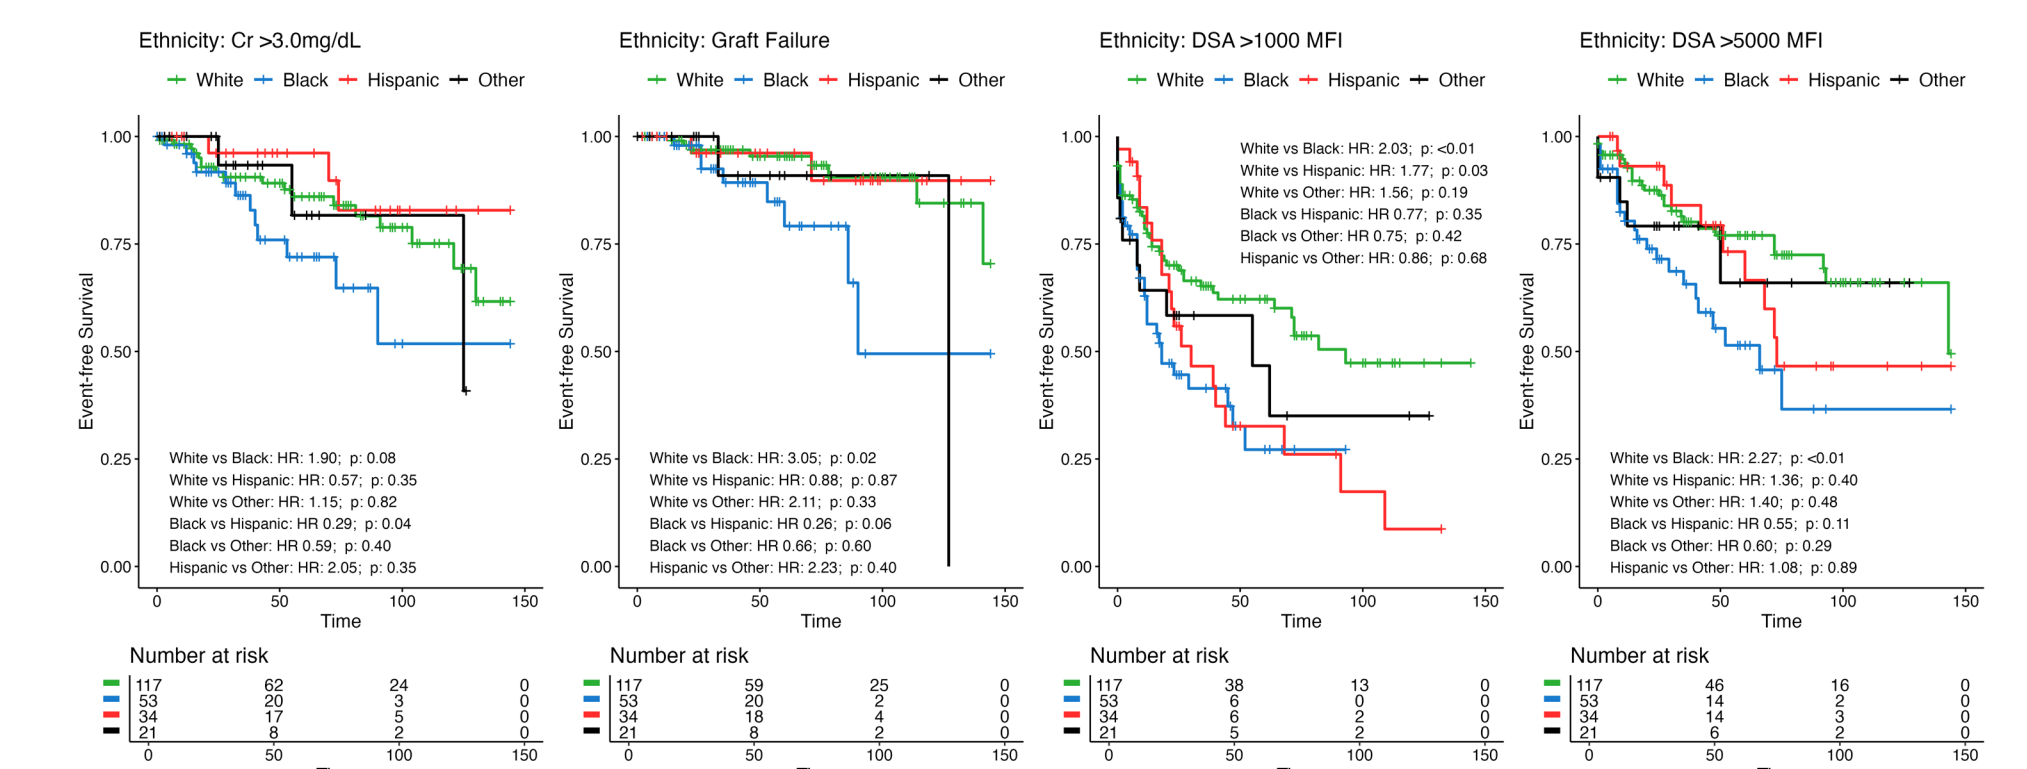 Ethnicity: Cr >3.0mg/dL
White Black Hispanic Other
1.00
0.75
0.50
0.25
0.00
Event-free Survival
White vs Black: HR: 1.90; p: 0.08
White vs Hispanic: HR: 0.57; p: 0.35
White vs Other: HR: 1.15; p: 0.82
Black vs Hispanic: HR 0.29; p: 0.04
Black vs Other: HR 0.59; p: 0.40
Hispanic vs Other: HR: 2.05; p: 0.35
0 50 100 150
Time
Number at risk
117 62 24 0
53 20 3 0
34 17 5 0
21 8 2 0
0 50 100 150
Ethnicity: Graft Failure
White Black Hispanic Other
1.00
0.75
0.50
0.25
0.00
Event-free Survival
White vs Black: HR: 3.05; p: 0.02
White vs Hispanic: HR: 0.88; p: 0.87
White vs Other: HR: 2.11; p: 0.33
Black vs Hispanic: HR 0.26; p: 0.06
Black vs Other: HR 0.66; p: 0.60
Hispanic vs Other: HR: 2.23; p: 0.40
0 50 100 150
Time
Number at risk
117 59 25 0
53 20 2 0
34 18 4 0
21 8 2 0
0 50 100 150
Ethnicity: DSA >1000 MFI
White Black Hispanic Other
1.00
0.75
0.50
0.25
0.00
Event-free Survival
White vs Black: HR: 2.03; p: <0.01
White vs Hispanic: HR: 1.77; p: 0.03
White vs Other: HR: 1.56; p: 0.19
Black vs Hispanic: HR 0.77; p: 0.35
Black vs Other: HR 0.75; p: 0.42
Hispanic vs Other: HR: 0.86; p: 0.68
0 50 100 150
Time
Number at risk
117 38 13 0
53 6 0 0
34 6 2 0
21 5 2 0
0 50 100 150
Ethnicity: DSA >5000 MFI
White Black Hispanic Other
1.00
0.75
0.50
0.25
0.00
Event-free Survival
White vs Black: HR: 2.27; p: <0.01
White vs Hispanic: HR: 1.36; p: 0.40
White vs Other: HR: 1.40; p: 0.48
Black vs Hispanic: HR 0.55; p: 0.11
Black vs Other: HR 0.60; p: 0.29
Hispanic vs Other: HR: 1.08; p: 0.89
0 50 100 150
Time
Number at risk
117 46 16 0
53 14 2 0
34 14 3 0
21 6 2 0
0 50 100 150